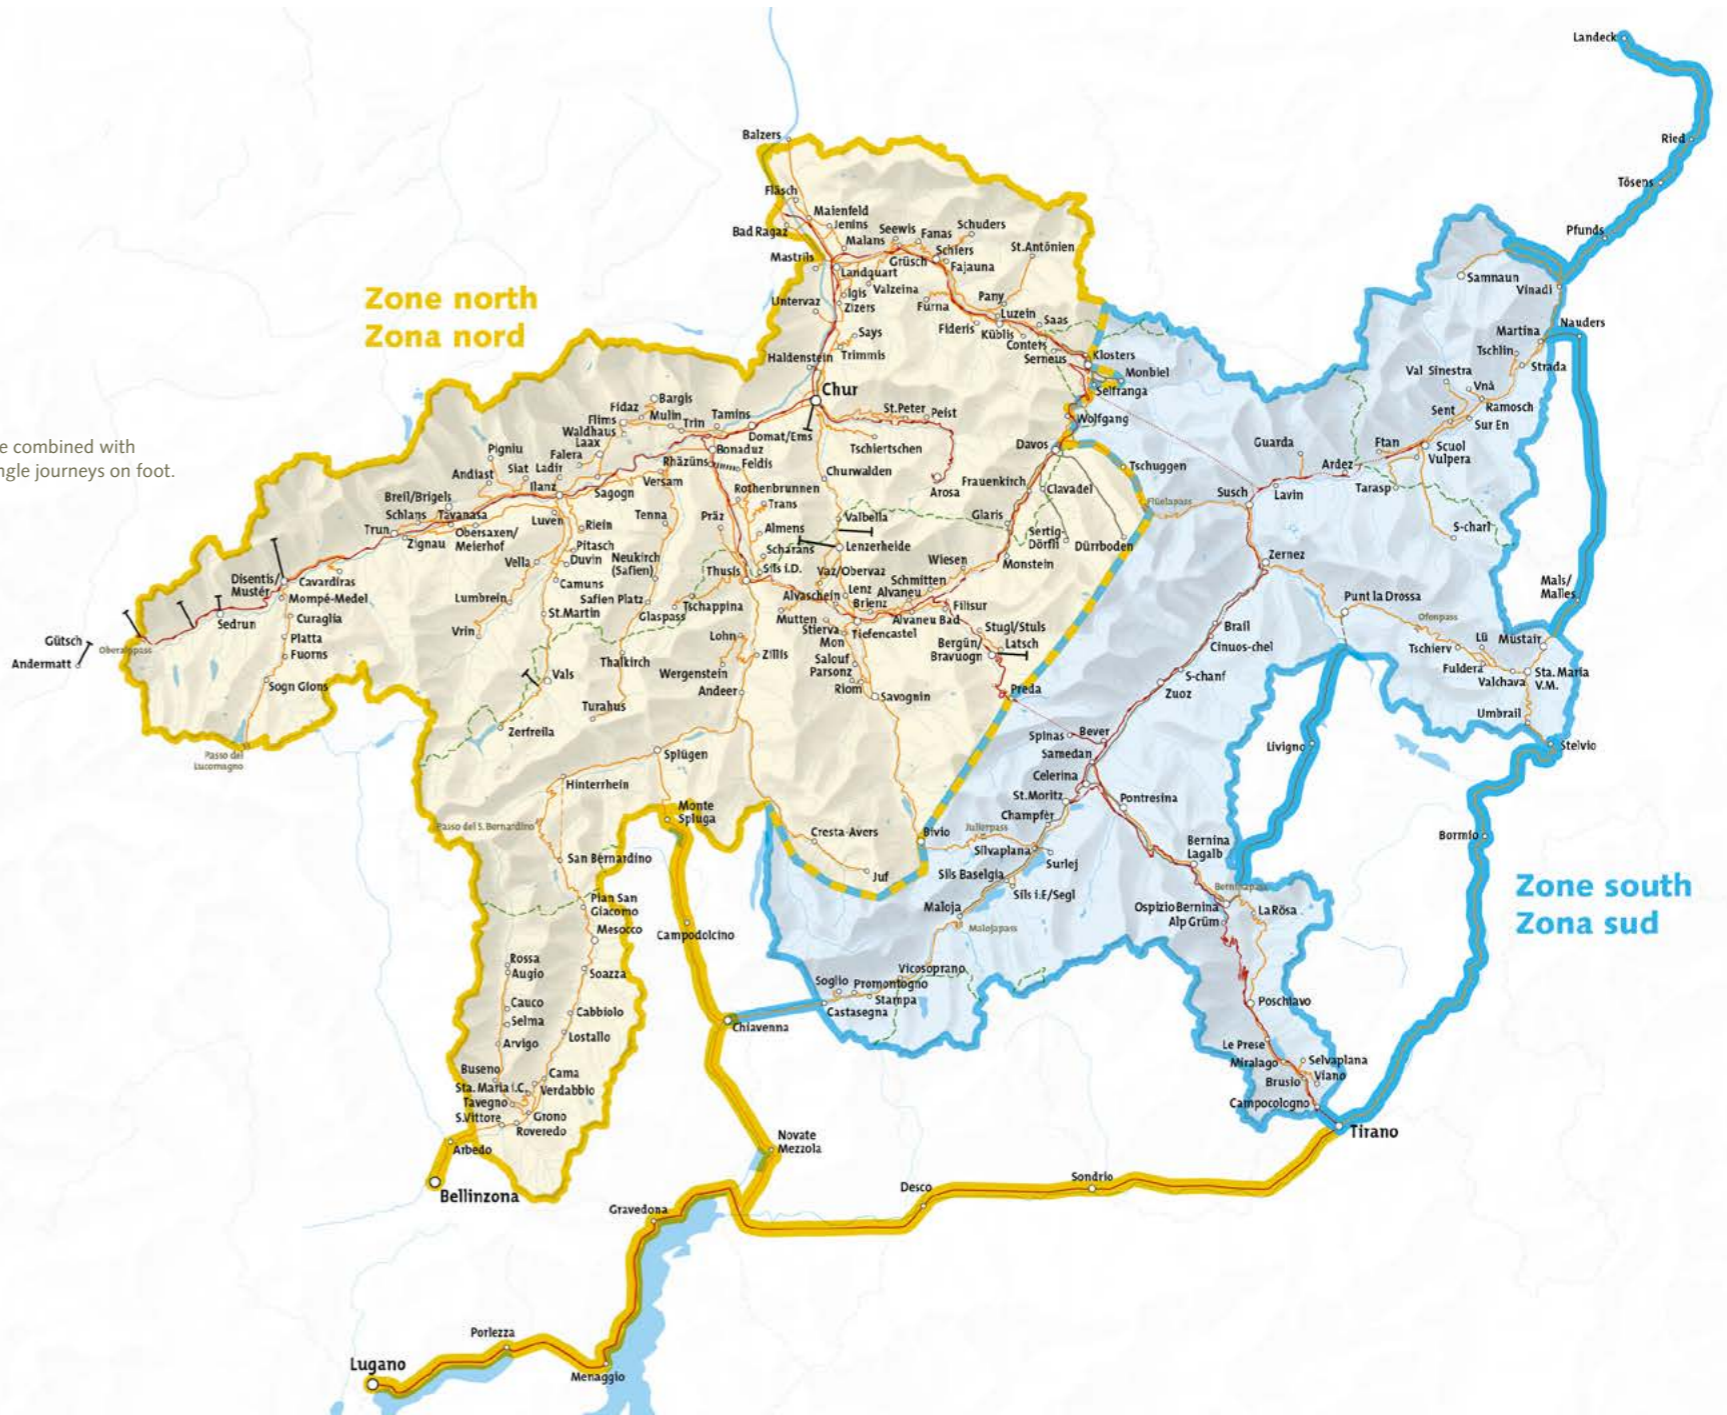 Landeck
Ried
Tösens
Pfunds
Balzers
Fläsch
Maienfeld
Jenins
Bad Ragaz
Malans
Seewis
Fanas
Schuders
Schiers
St.Antönien
Mastrils
Grüsch
Fajauna
Landquart
Valzeina
Igis
Zizers
Untervaz
Furna
Pany
Luzein
Saas
Fideris
Küblis
Conters
Serneus
Says
Trimmis
Haldenstein
Klosters
Monbiel
Selfranga
Samnaun
Vinadi
Nauders
Martina
Tschlin
Strada
Val Sinestra
Vnà
Ramosch
Sent
Sur En
Zone north
Zona nord
Chur
Wolfgang
Davos
Tschuggen
Flüelapass
Guarda
Ftan
Scuol
Vulpera
Ardez
Tarasp
Susch
Lavin
S-charl
Bargis
Fidaz
Mulin
Flims
Waldhaus
Trin
Tamins
Laax
Falera
Domat/Ems
Bonaduz
St.Peter
Peist
Tschiertschen
e combined with
ngle journeys on foot.
Pigniu
Andiast
Siat
Ladir
Rhäzüns
Feldis
Churwalden
Arosa
Frauenkirch
Clavadel
Ilanz
Versam
Sagogn
Rothenbrunnen
Trans
Breil/Brigels
Schlans
Tavanasa
Trun
Zignau
Obersaxen/
Meierhof
Luven
Riein
Tenna
Präz
Almens
Valbella
Glaris
Sertig-
Dörfli
Dürrboden
Pitasch
Duvin
Neukirch
(Safien)
Scharans
Lenzerheide
Wiesen
Monstein
Vella
Camuns
Thusis
Sils i.D.
Vaz/Obervaz
Schmitten
Zernez
Disentis/
Mustér
Cavardiras
Mompé-Medel
Lumbrein
Safien Platz
Tschappina
Alvaschein
Lenz
Alvaneu
Brienz
Filisur
Punt la Drossa
Mals/
Malles
Sedrun
Curaglia
St.Martin
Glaspass
Mutten
Alvaneu Bad
Brail
Ofenpass
Gütsch
Oberalppass
Andermatt
Platta
Fuorns
Vrin
Lohn
Stierva
Mon
Tiefencastel
Stugl/Stuls
Bergün/
Bravuogn
Latsch
Cinuos-chel
Tschierv
Lü
Müstair
Zillis
Salouf
Parsonz
Thalkirch
Wergenstein
Fuldera
Valchava
Sta. Maria
V.M.
Sogn Gions
Vals
Andeer
Riom
Savognin
Preda
S-chanf
Zuoz
Turahus
Umbrail
Zerfreila
Passo del
Lucomagno
Splügen
Spinas
Bever
Samedan
Livigno
Stelvio
Hinterrhein
Celerina
St.Moritz
Champfèr
Pontresina
Monte
Spluga
Passo del S. Bernardino
Cresta-Avers
Bivio
Julierpass
Bormio
San Bernardino
Silvaplana
Surlej
Bernina
Lagalb
Juf
Sils Baselgia
Sils i.E/Segl
Berninapass
Zone south
Zona sud
Pian San
Giacomo
Maloja
Ospizio Bernina
Alp Grüm
La Rösa
Mesocco
Campodolcino
Malojapass
Rossa
Augio
Soazza
Vicosoprano
Soglio
Promontogno
Stampa
Cauco
Selma
Cabbiolo
Castasegna
Poschiavo
Chiavenna
Lostallo
Arvigo
Le Prese
Miralago
Selvaplana
Viano
Buseno
Cama
Sta. Maria i.C.
Verdabbio
Brusio
Tavegno
Campocologno
S.Vittore
Grono
Roveredo
Tirano
Arbedo
Novate
Mezzola
Bellinzona
Desco
Sondrio
Gravedona
Porlezza
Lugano
Menaggio